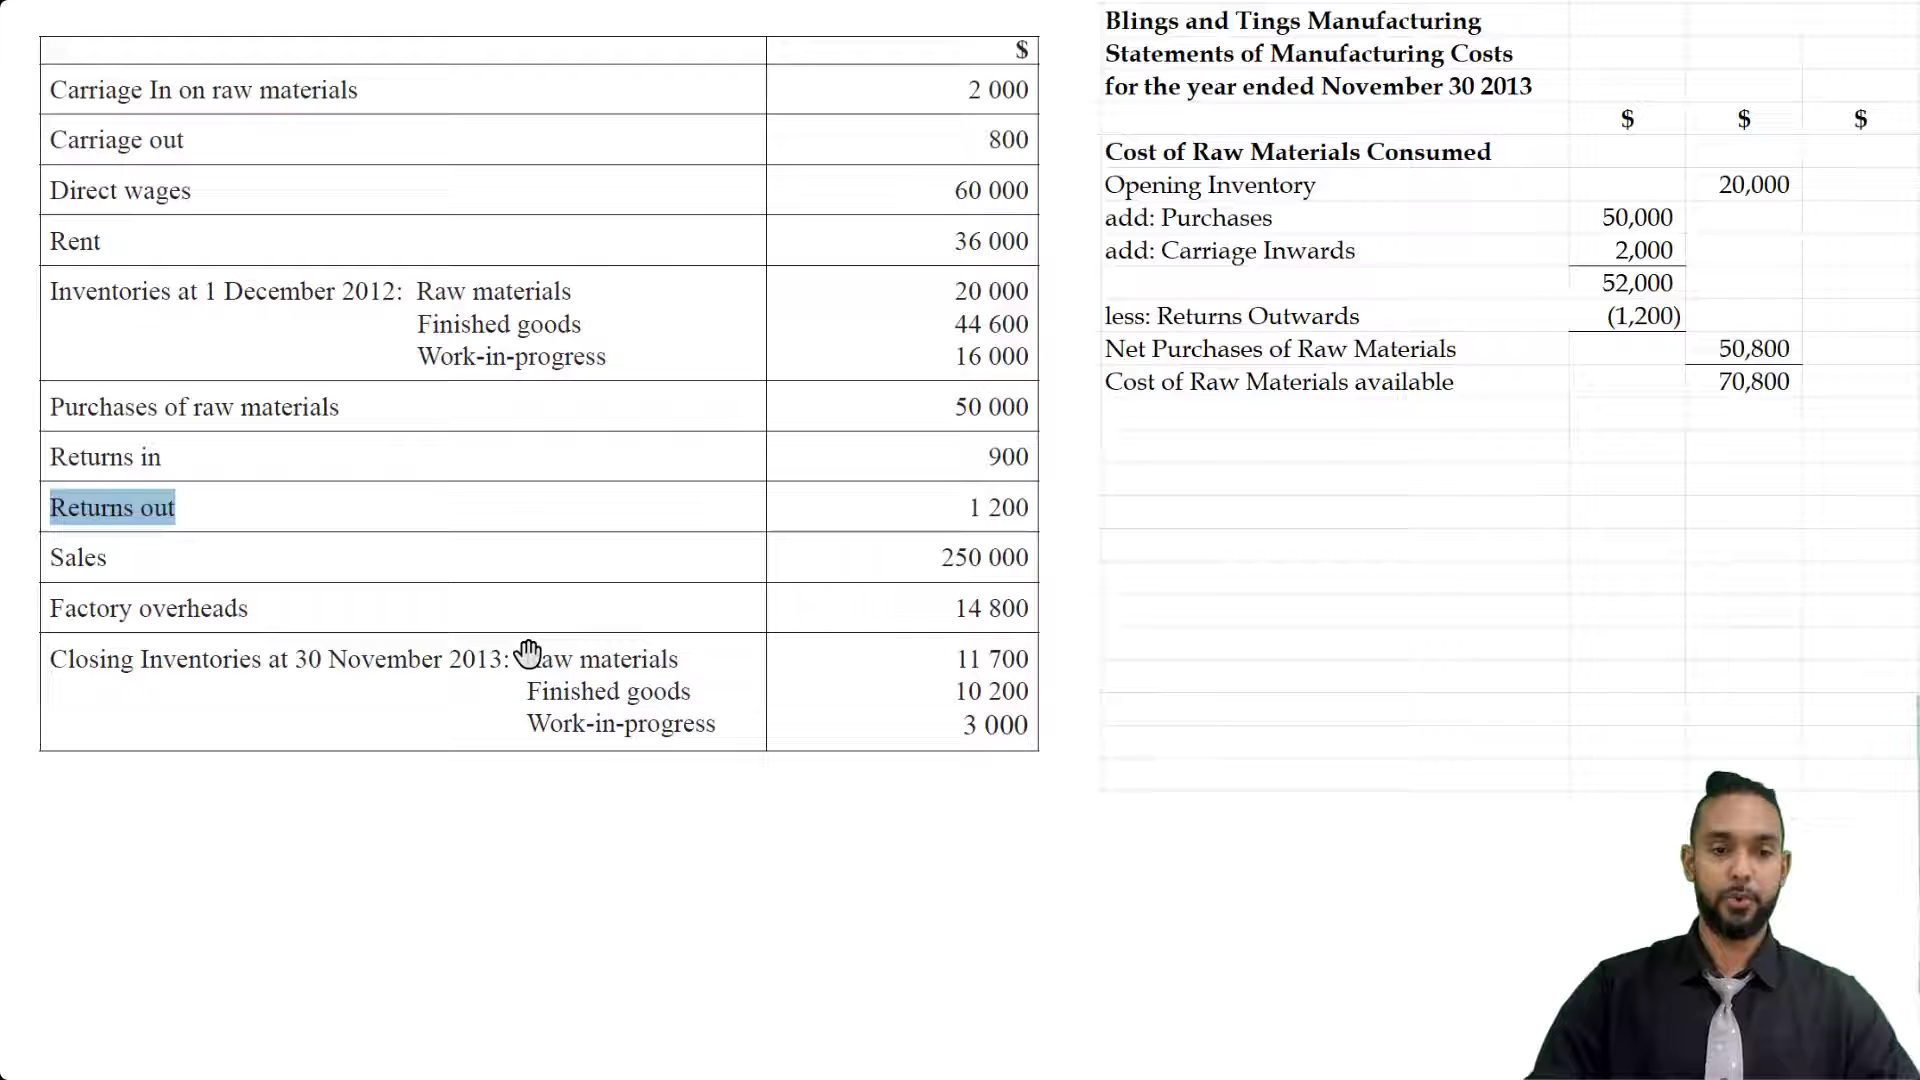 $
Carriage In on raw materials 2 000
Carriage out 800
Direct wages 60 000
Rent 36 000
Inventories at 1 December 2012: Raw materials 20 000
Finished goods 44 600
Work-in-progress 16 000
Purchases of raw materials 50 000
Returns in 900
Returns out 1 200
Sales 250 000
Factory overheads 14 800
Closing Inventories at 30 November 2013: materials 11 700
Finished goods 10 200
Work-in-progress 3 000
Blings and Tings Manufacturing
Statements of Manufacturing Costs
for the year ended November 30 2013
$ $ $
Cost of Raw Materials Consumed
Opening Inventory 20,000
add: Purchases 50,000
add: Carriage Inwards 2,000
52,000
less: Returns Outwards (1,200)
Net Purchases of Raw Materials 50,800
Cost of Raw Materials available 70,800